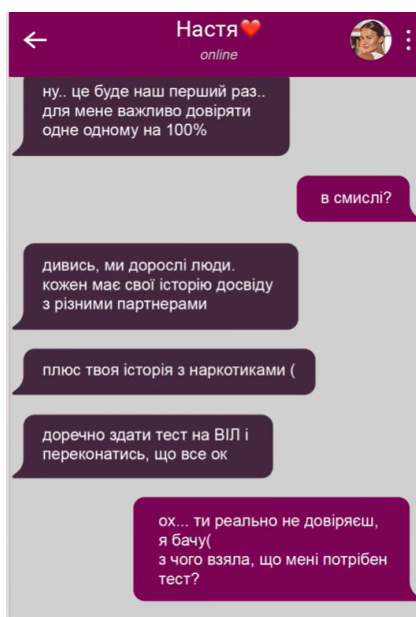 Настя❤️
online
ну.. це буде наш перший раз..
для мене важливо довіряти
одне одному на 100%
в смислі?
дивись, ми дорослі люди.
кожен має свої історію досвіду
з різними партнерами
плюс твоя історія з наркотиками (
доречно здати тест на ВІЛ і
переконатись, що все ок
ох... ти реально не довіряєш,
я бачу(
з чого взяла, що мені потрібен
тест?